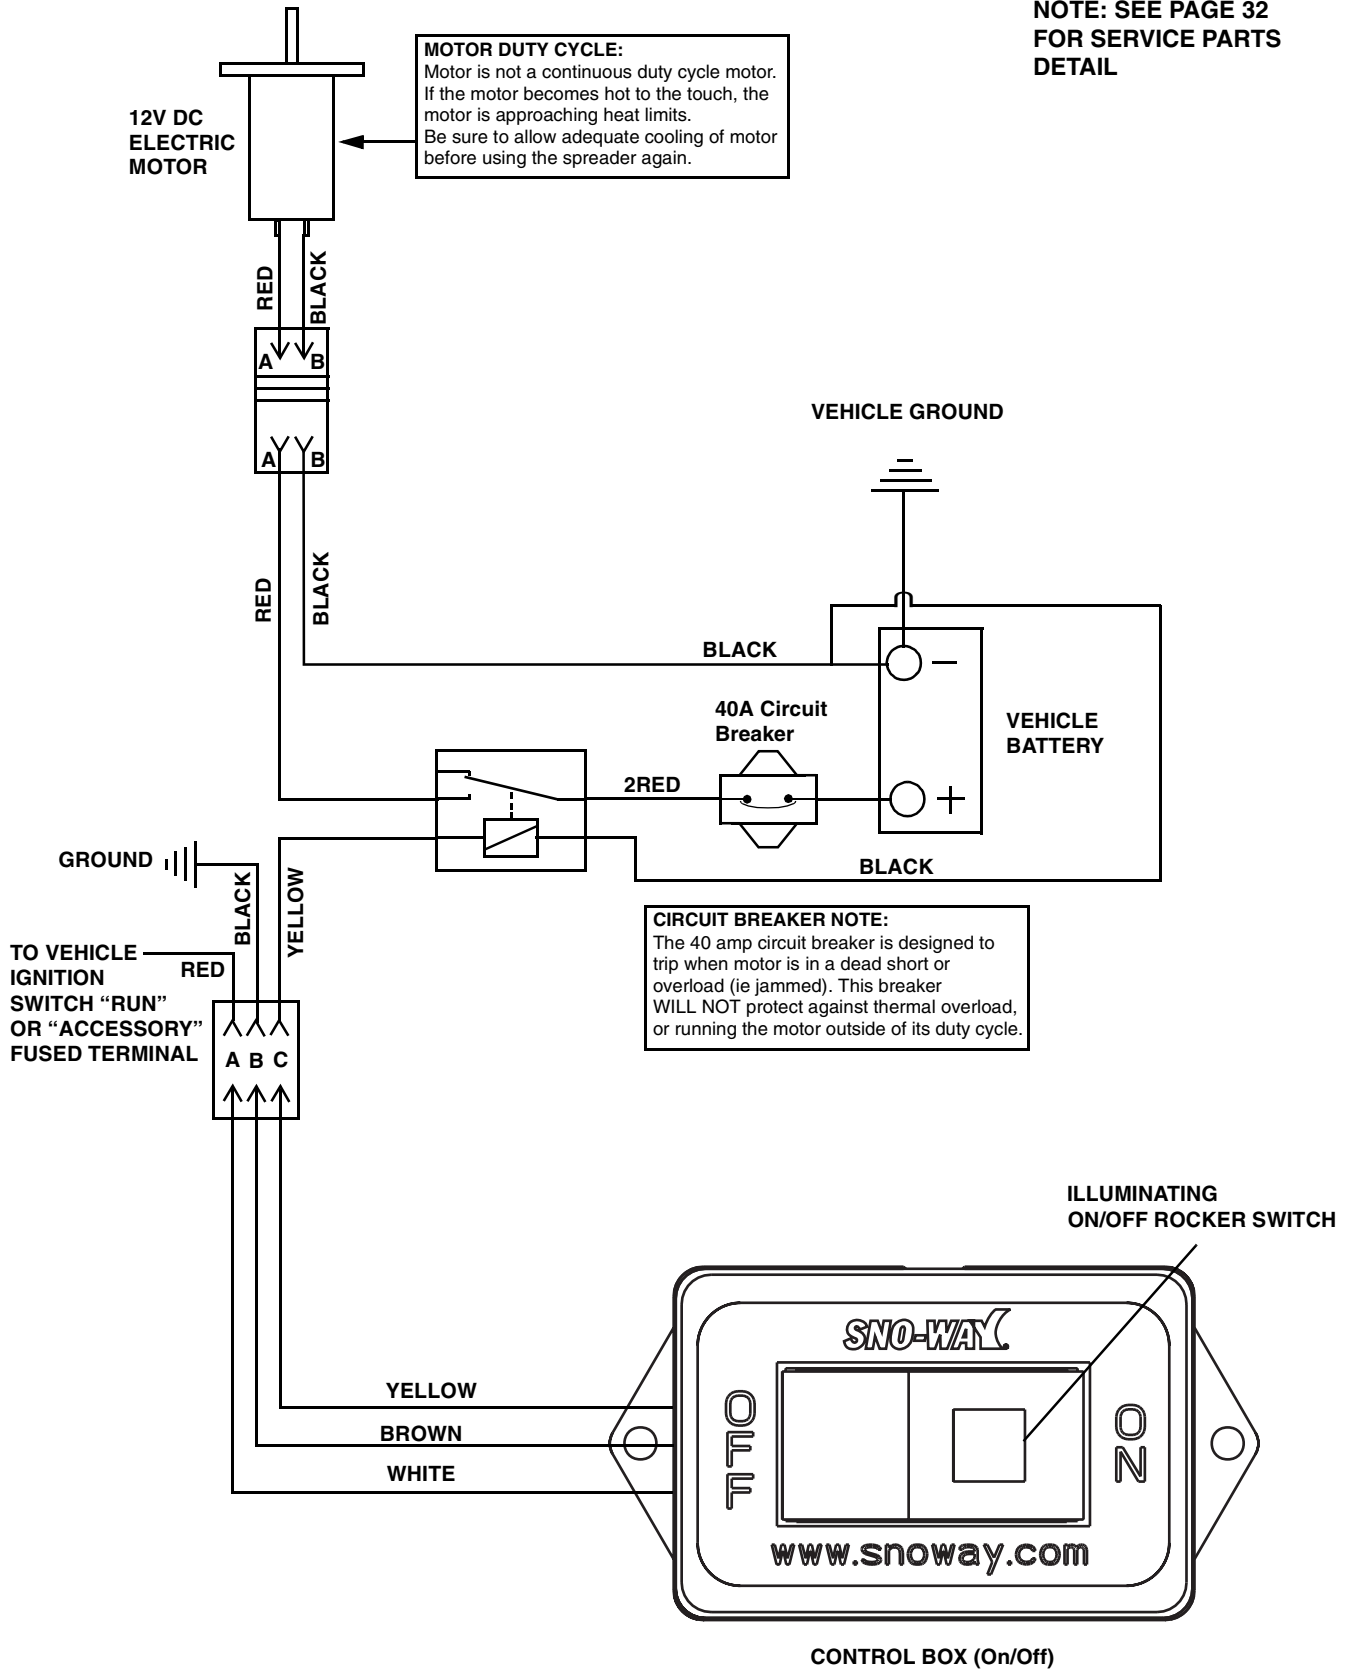 NOTE: SEE PAGE 32
FOR SERVICE PARTS
DETAIL
MOTOR DUTY CYCLE:
Motor is not a continuous duty cycle motor.
If the motor becomes hot to the touch, the
motor is approaching heat limits.
Be sure to allow adequate cooling of motor
before using the spreader again.
12V DC
ELECTRIC
MOTOR
RED
BLACK
A
B
A
B
RED
BLACK
VEHICLE GROUND
BLACK
−
40A Circuit
Breaker
VEHICLE
BATTERY
2RED
+
BLACK
GROUND
BLACK
YELLOW
TO VEHICLE
IGNITION
SWITCH “RUN”
OR “ACCESSORY”
FUSED TERMINAL
RED
A B C
CIRCUIT BREAKER NOTE:
The 40 amp circuit breaker is designed to
trip when motor is in a dead short or
overload (ie jammed). This breaker
WILL NOT protect against thermal overload,
or running the motor outside of its duty cycle.
ILLUMINATING
ON/OFF ROCKER SWITCH
YELLOW
BROWN
WHITE
SNO-WAY.
OFF
ON
www.snoway.com
CONTROL BOX (On/Off)